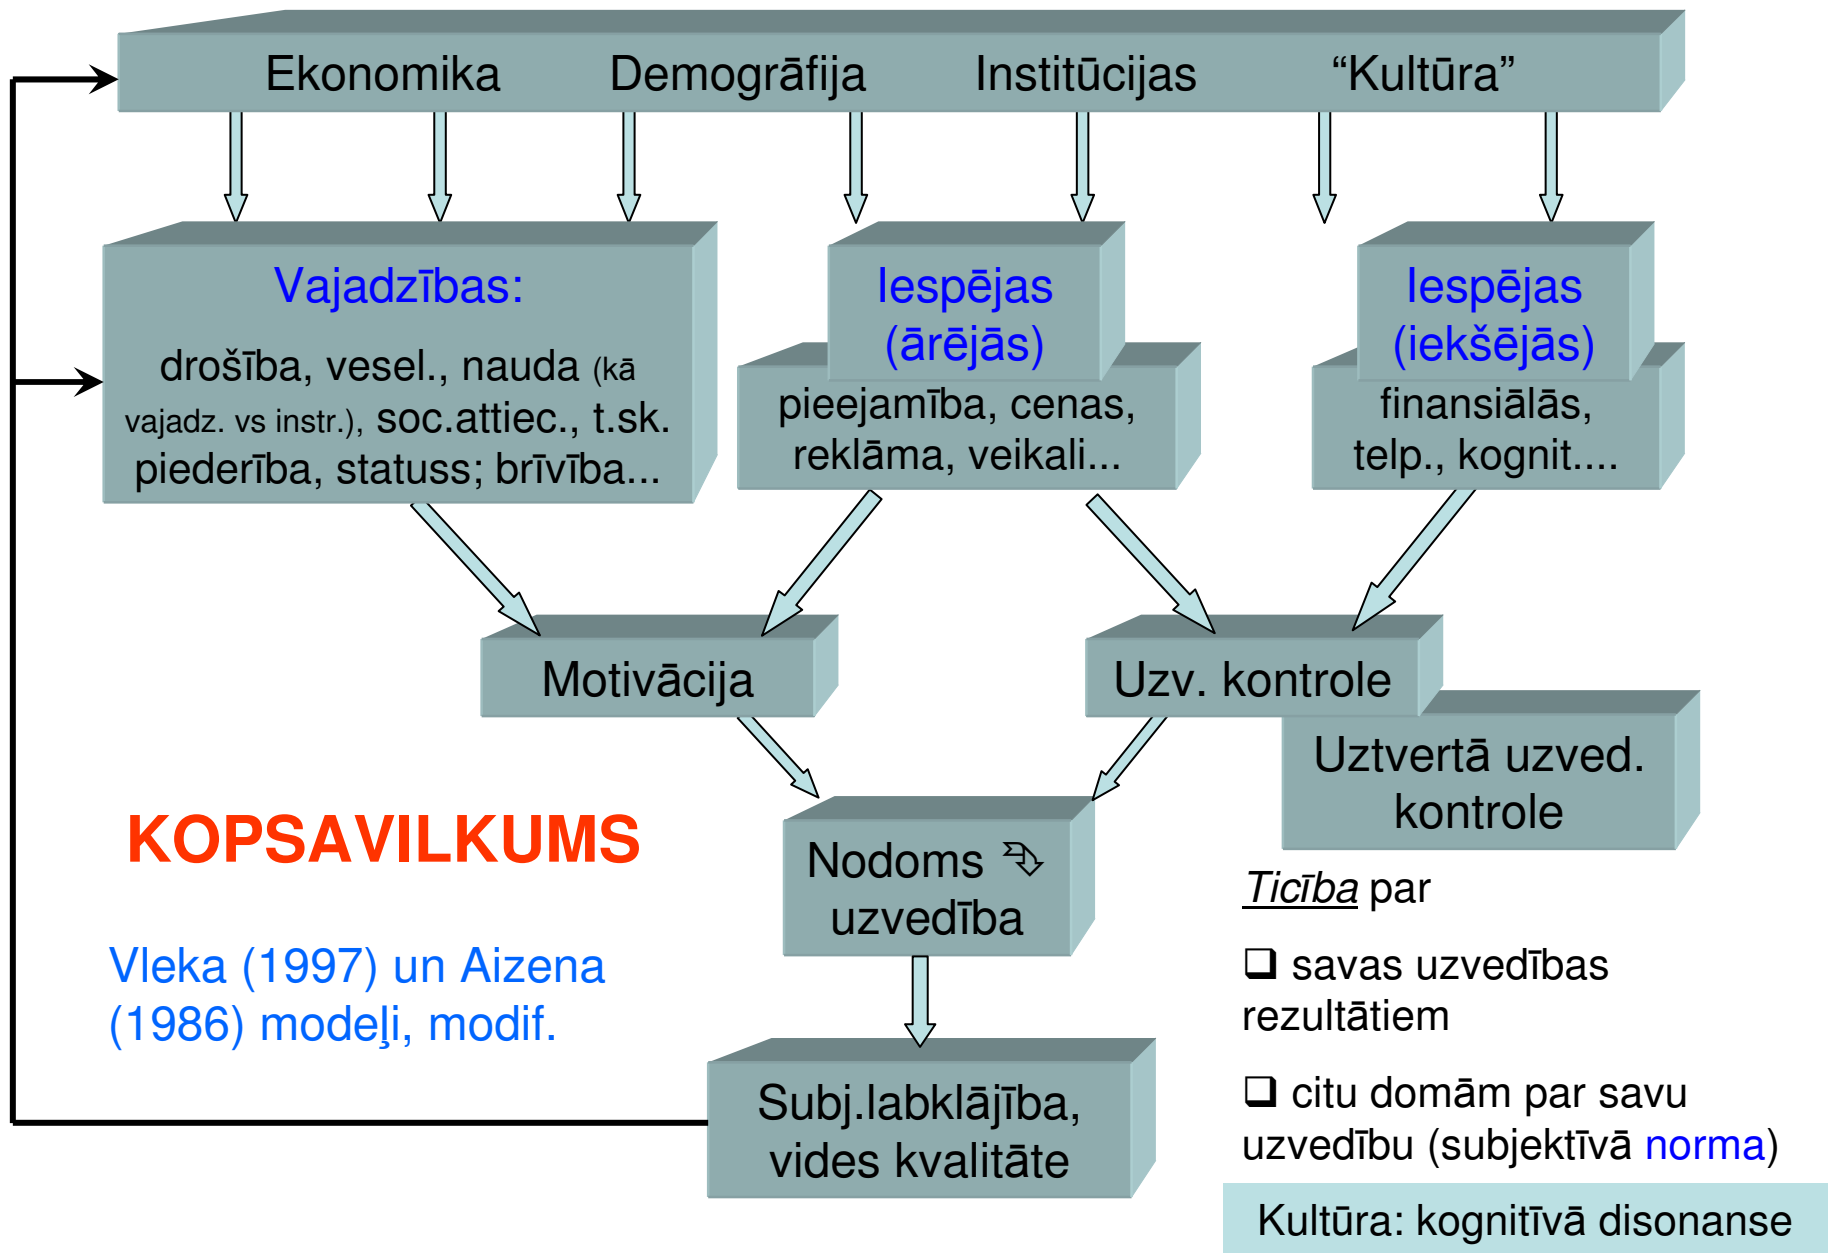 Ekonomika Demogrāfija Institūcijas “Kultūra”
Vajadzības:
drošība, vesel., nauda (kā
vajadz. vs instr.), soc.attiec., t.sk.
piederība, statuss; brīvība...
Iespējas
(ārējās)
pieejamība, cenas,
reklāma, veikali...
Iespējas
(iekšējās)
finansiālās,
telp., kognit....
Motivācija
Uzv. kontrole
Uztvertā uzved.
kontrole
KOPSAVILKUMS
Vleka (1997) un Aizena
(1986) modeļi, modif.
Nodoms
uzvedība
Subj.labklājība,
vides kvalitāte
Ticība par
❑ savas uzvedības
rezultātiem
❑ citu domām par savu
uzvedību (subjektīvā norma)
Kultūra: kognitīvā disonanse